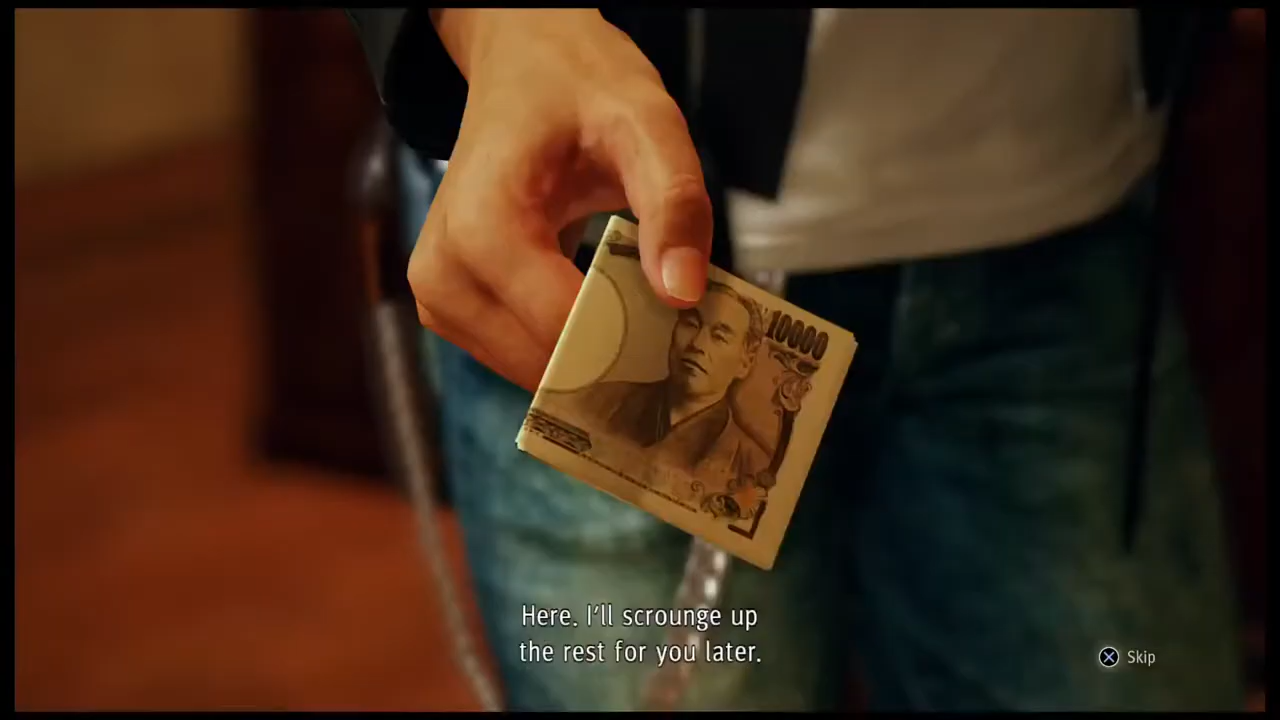 10000
Here. I'll scrounge up
the rest for you later.
Skip